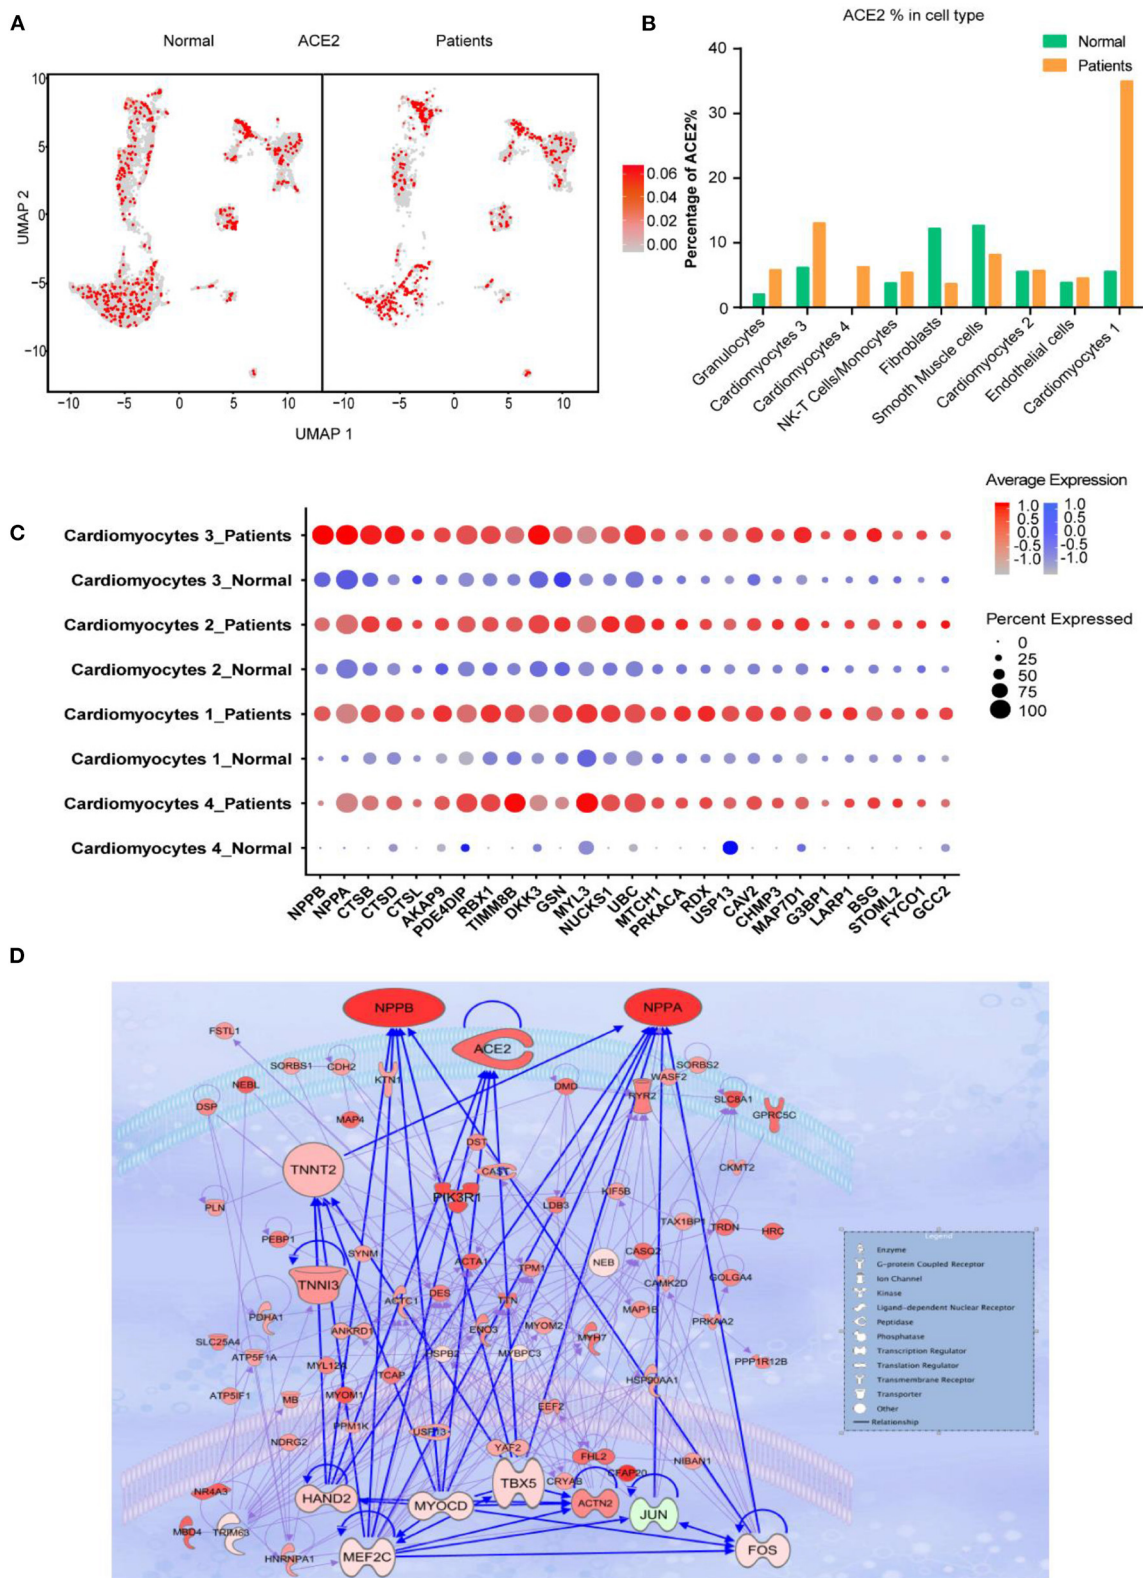 A
Normal ACE2 Patients
10
5
0
−5
−10
UMAP 2
−10 −5 0 5 10 −10 −5 0 5 10
UMAP 1
0.06
0.04
0.02
0.00
B
ACE2 % in cell type
Normal
Patients
40
30
20
10
0
Percentage of ACE2%
Granulocytes
Cardiomyocytes 3
Cardiomyocytes 4
NK-T Cells/Monocytes
Fibroblasts
Smooth Muscle cells
Cardiomyocytes 2
Endothelial cells
Cardiomyocytes 1
C
Cardiomyocytes 3_Patients
Cardiomyocytes 3_Normal
Cardiomyocytes 2_Patients
Cardiomyocytes 2_Normal
Cardiomyocytes 1_Patients
Cardiomyocytes 1_Normal
Cardiomyocytes 4_Patients
Cardiomyocytes 4_Normal
NPPB
NPPA
CTSB
CTSD
CTSL
AKAP9
PDE4DIP
RBX1
TIMM8B
DKK3
GSN
MYL3
NUCKS1
UBC
MTCH1
PRKACA
RDX
USP13
CAV2
CHMP3
MAP7D1
G3BP1
LARP1
BSG
STOML2
FYCO1
GCC2
Average Expression
1.0 1.0
0.5 0.5
0.0 0.0
-0.5 -0.5
-1.0 -1.0
Percent Expressed
0
25
50
75
100
D
NPPB NPPA
FSTL1
ACE2
SORBS1 CDH2 SORBS2
KTN1 WASF2
NEBL DMD RYR2 SLC8A1
DSP
MAP4 GPRC5C
DST
TNNT2 CAST CKMT2
PIK3R1 KIF5B
PLN LDB3
TAX1BP1 TRDN HRC
PEBP1
SYNM ACTA1 TPM1 NEB CASQ2
TNNI3 CAMK2D GOLGA4
DES
ACTC1 TTN
PDHA1 MAP1B
PRKAA2
ANKRD1 ENO3 MYOM2
SLC25A4 MYH7
ATP5F1A HSPB2 MYBPC3
MYL12A PPP1R12B
TCAP HSP90AA1
ATP5IF1 MB MYOM1
EEF2
PPM1K USP13
NDRG2 YAF2
FHL2 NIBAN1
CFAP20
CRYAB
NR4A3 HAND2 MYOCD TBX5 ACTN2
JUN
MBD4 TRIM63
HNRNPA1 MEF2C FOS
Legend
Enzyme
G-protein Coupled Receptor
Ion Channel
Kinase
Ligand-dependent Nuclear Receptor
Peptidase
Phosphatase
Transcription Regulator
Translation Regulator
Transmembrane Receptor
Transporter
Other
Relationship